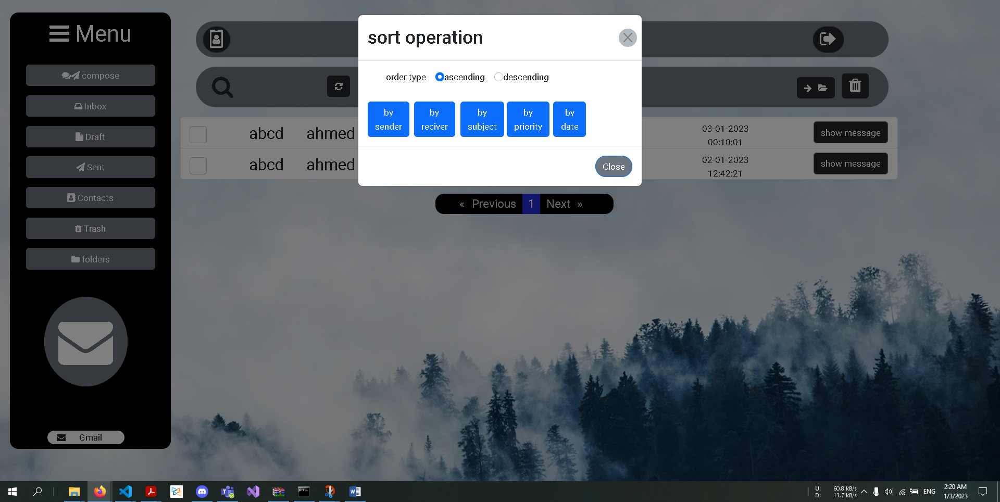 Menu
compose
Inbox
Draft
Sent
Contacts
Trash
folders
Gmail
sort operation
order type ascending descending
by sender
by reciver
by subject
by priority
by date
Close
abcd ahmed 03-01-2023 00:10:01 show message
abcd ahmed 02-01-2023 12:42:21 show message
« Previous 1 Next »
U: 60.8 kB/s
D: 13.7 kB/s
ENG
2:20 AM
1/3/2023